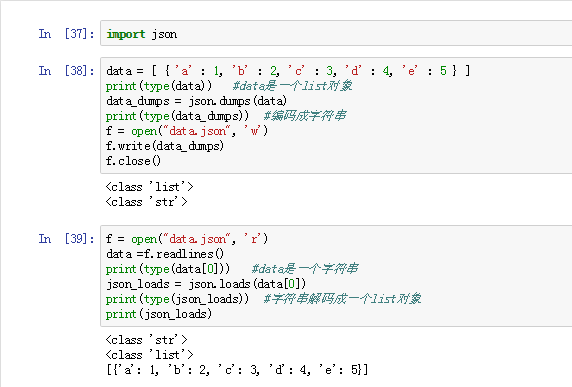 In [37]: import json
In [38]: data = [ { 'a' : 1, 'b' : 2, 'c' : 3, 'd' : 4, 'e' : 5 } ]
print(type(data)) #data是一个list对象
data_dumps = json.dumps(data)
print(type(data_dumps)) #编码成字符串
f = open("data.json", 'w')
f.write(data_dumps)
f.close()
<class 'list'>
<class 'str'>
In [39]: f = open("data.json", 'r')
data =f.readlines()
print(type(data[0])) #data是一个字符串
json_loads = json.loads(data[0])
print(type(json_loads)) #字符串解码成一个list对象
print(json_loads)
<class 'str'>
<class 'list'>
[{'a': 1, 'b': 2, 'c': 3, 'd': 4, 'e': 5}]